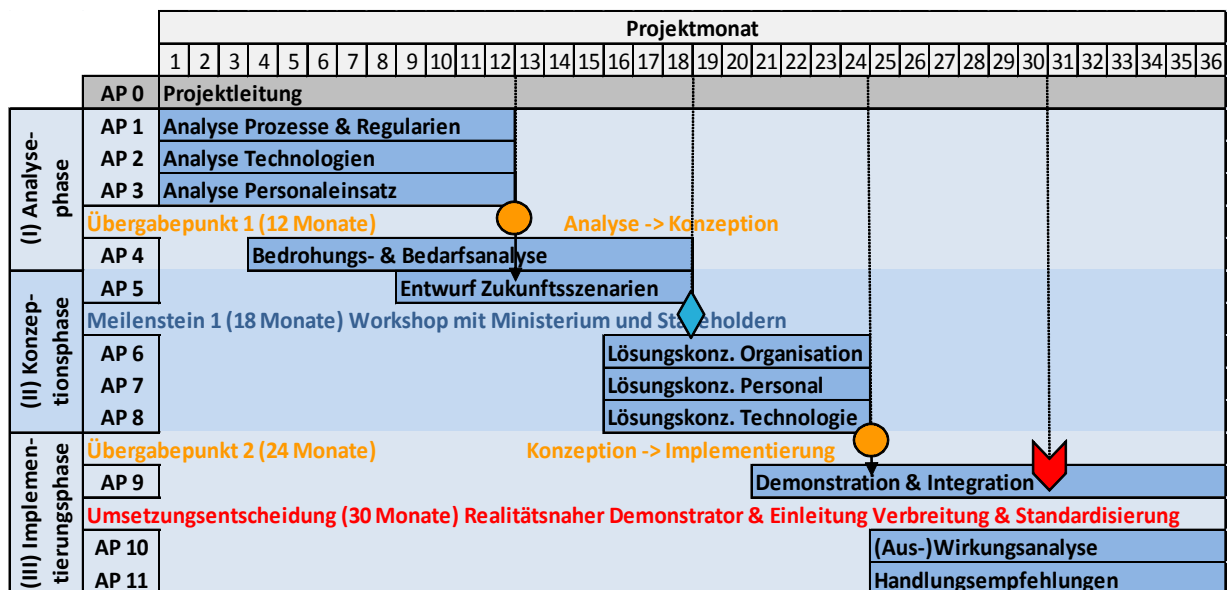 Projektmonat
1 2 3 4 5 6 7 8 9 10 11 12 13 14 15 16 17 18 19 20 21 22 23 24 25 26 27 28 29 30 31 32 33 34 35 36
AP 0 Projektleitung
(I) Analyse-
phase
AP 1 Analyse Prozesse & Regularien
AP 2 Analyse Technologien
AP 3 Analyse Personaleinsatz
Übergabepunkt 1 (12 Monate) Analyse -> Konzeption
AP 4 Bedrohungs- & Bedarfsanalyse
(II) Konzep-
tionsphase
AP 5 Entwurf Zukunftsszenarien
Meilenstein 1 (18 Monate) Workshop mit Ministerium und Stakeholdern
AP 6 Lösungskonz. Organisation
AP 7 Lösungskonz. Personal
AP 8 Lösungskonz. Technologie
(III) Implemen-
tierungsphase
Übergabepunkt 2 (24 Monate) Konzeption -> Implementierung
AP 9 Demonstration & Integration
Umsetzungsentscheidung (30 Monate) Realitätsnaher Demonstrator & Einleitung Verbreitung & Standardisierung
AP 10 (Aus-)Wirkungsanalyse
AP 11 Handlungsempfehlungen